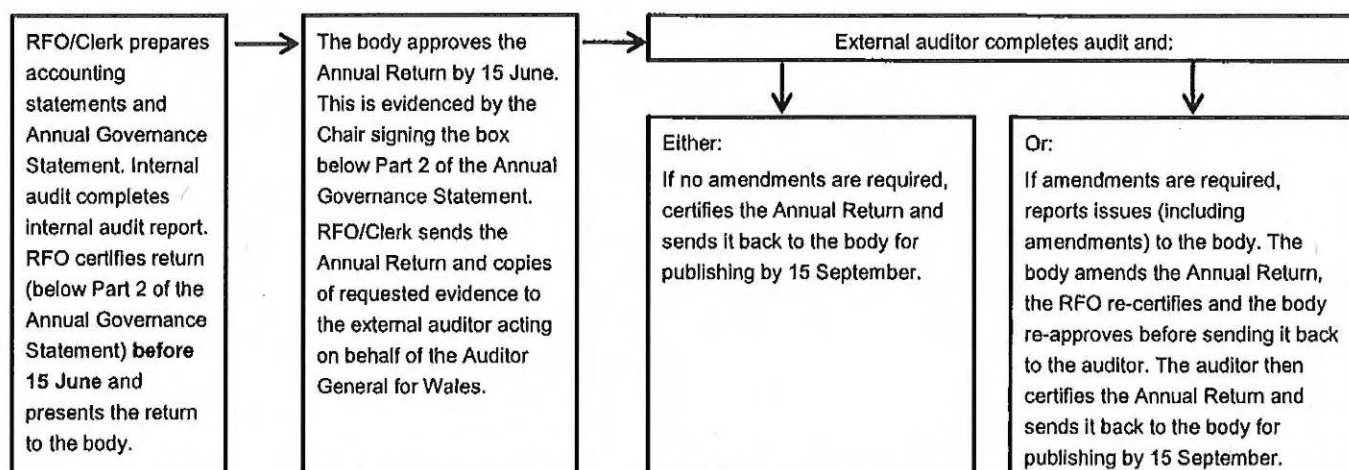 RFO/Clerk prepares
accounting
statements and
Annual Governance
Statement. Internal
audit completes
internal audit report.
RFO certifies return
(below Part 2 of the
Annual Governance
Statement) before
15 June and
presents the return
to the body.
The body approves the
Annual Return by 15 June.
This is evidenced by the
Chair signing the box
below Part 2 of the Annual
Governance Statement.
RFO/Clerk sends the
Annual Return and copies
of requested evidence to
the external auditor acting
on behalf of the Auditor
General for Wales.
External auditor completes audit and:
Either:
If no amendments are required,
certifies the Annual Return and
sends it back to the body for
publishing by 15 September.
Or:
If amendments are required,
reports issues (including
amendments) to the body. The
body amends the Annual Return,
the RFO re-certifies and the body
re-approves before sending it back
to the auditor. The auditor then
certifies the Annual Return and
sends it back to the body for
publishing by 15 September.